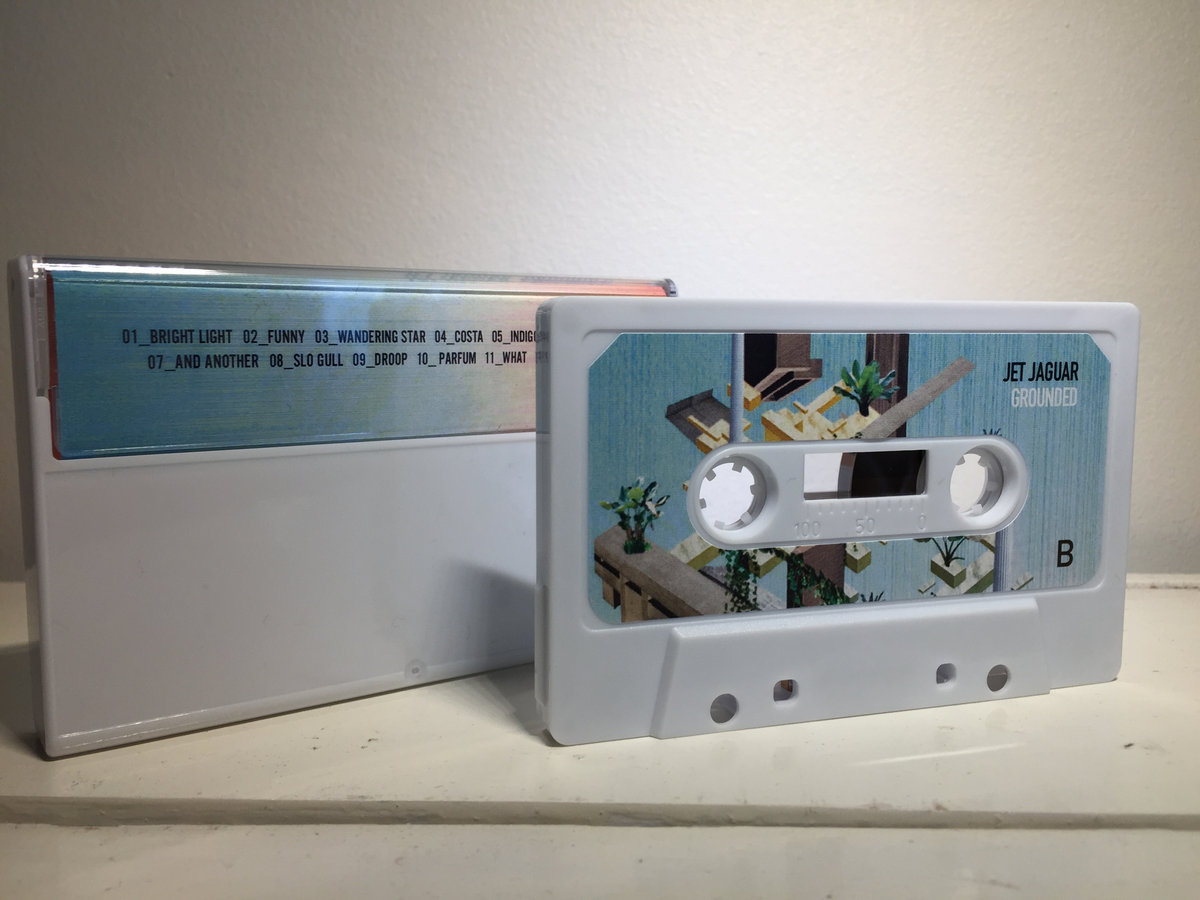 01_BRIGHT LIGHT 02_FUNNY 03_WANDERING STAR 04_COSTA
07_AND ANOTHER 08_SLO GULL 09_DROOP 10_PARFUM 11_WHAT
JET JAGUAR
GROUNDED
100 50 0
B